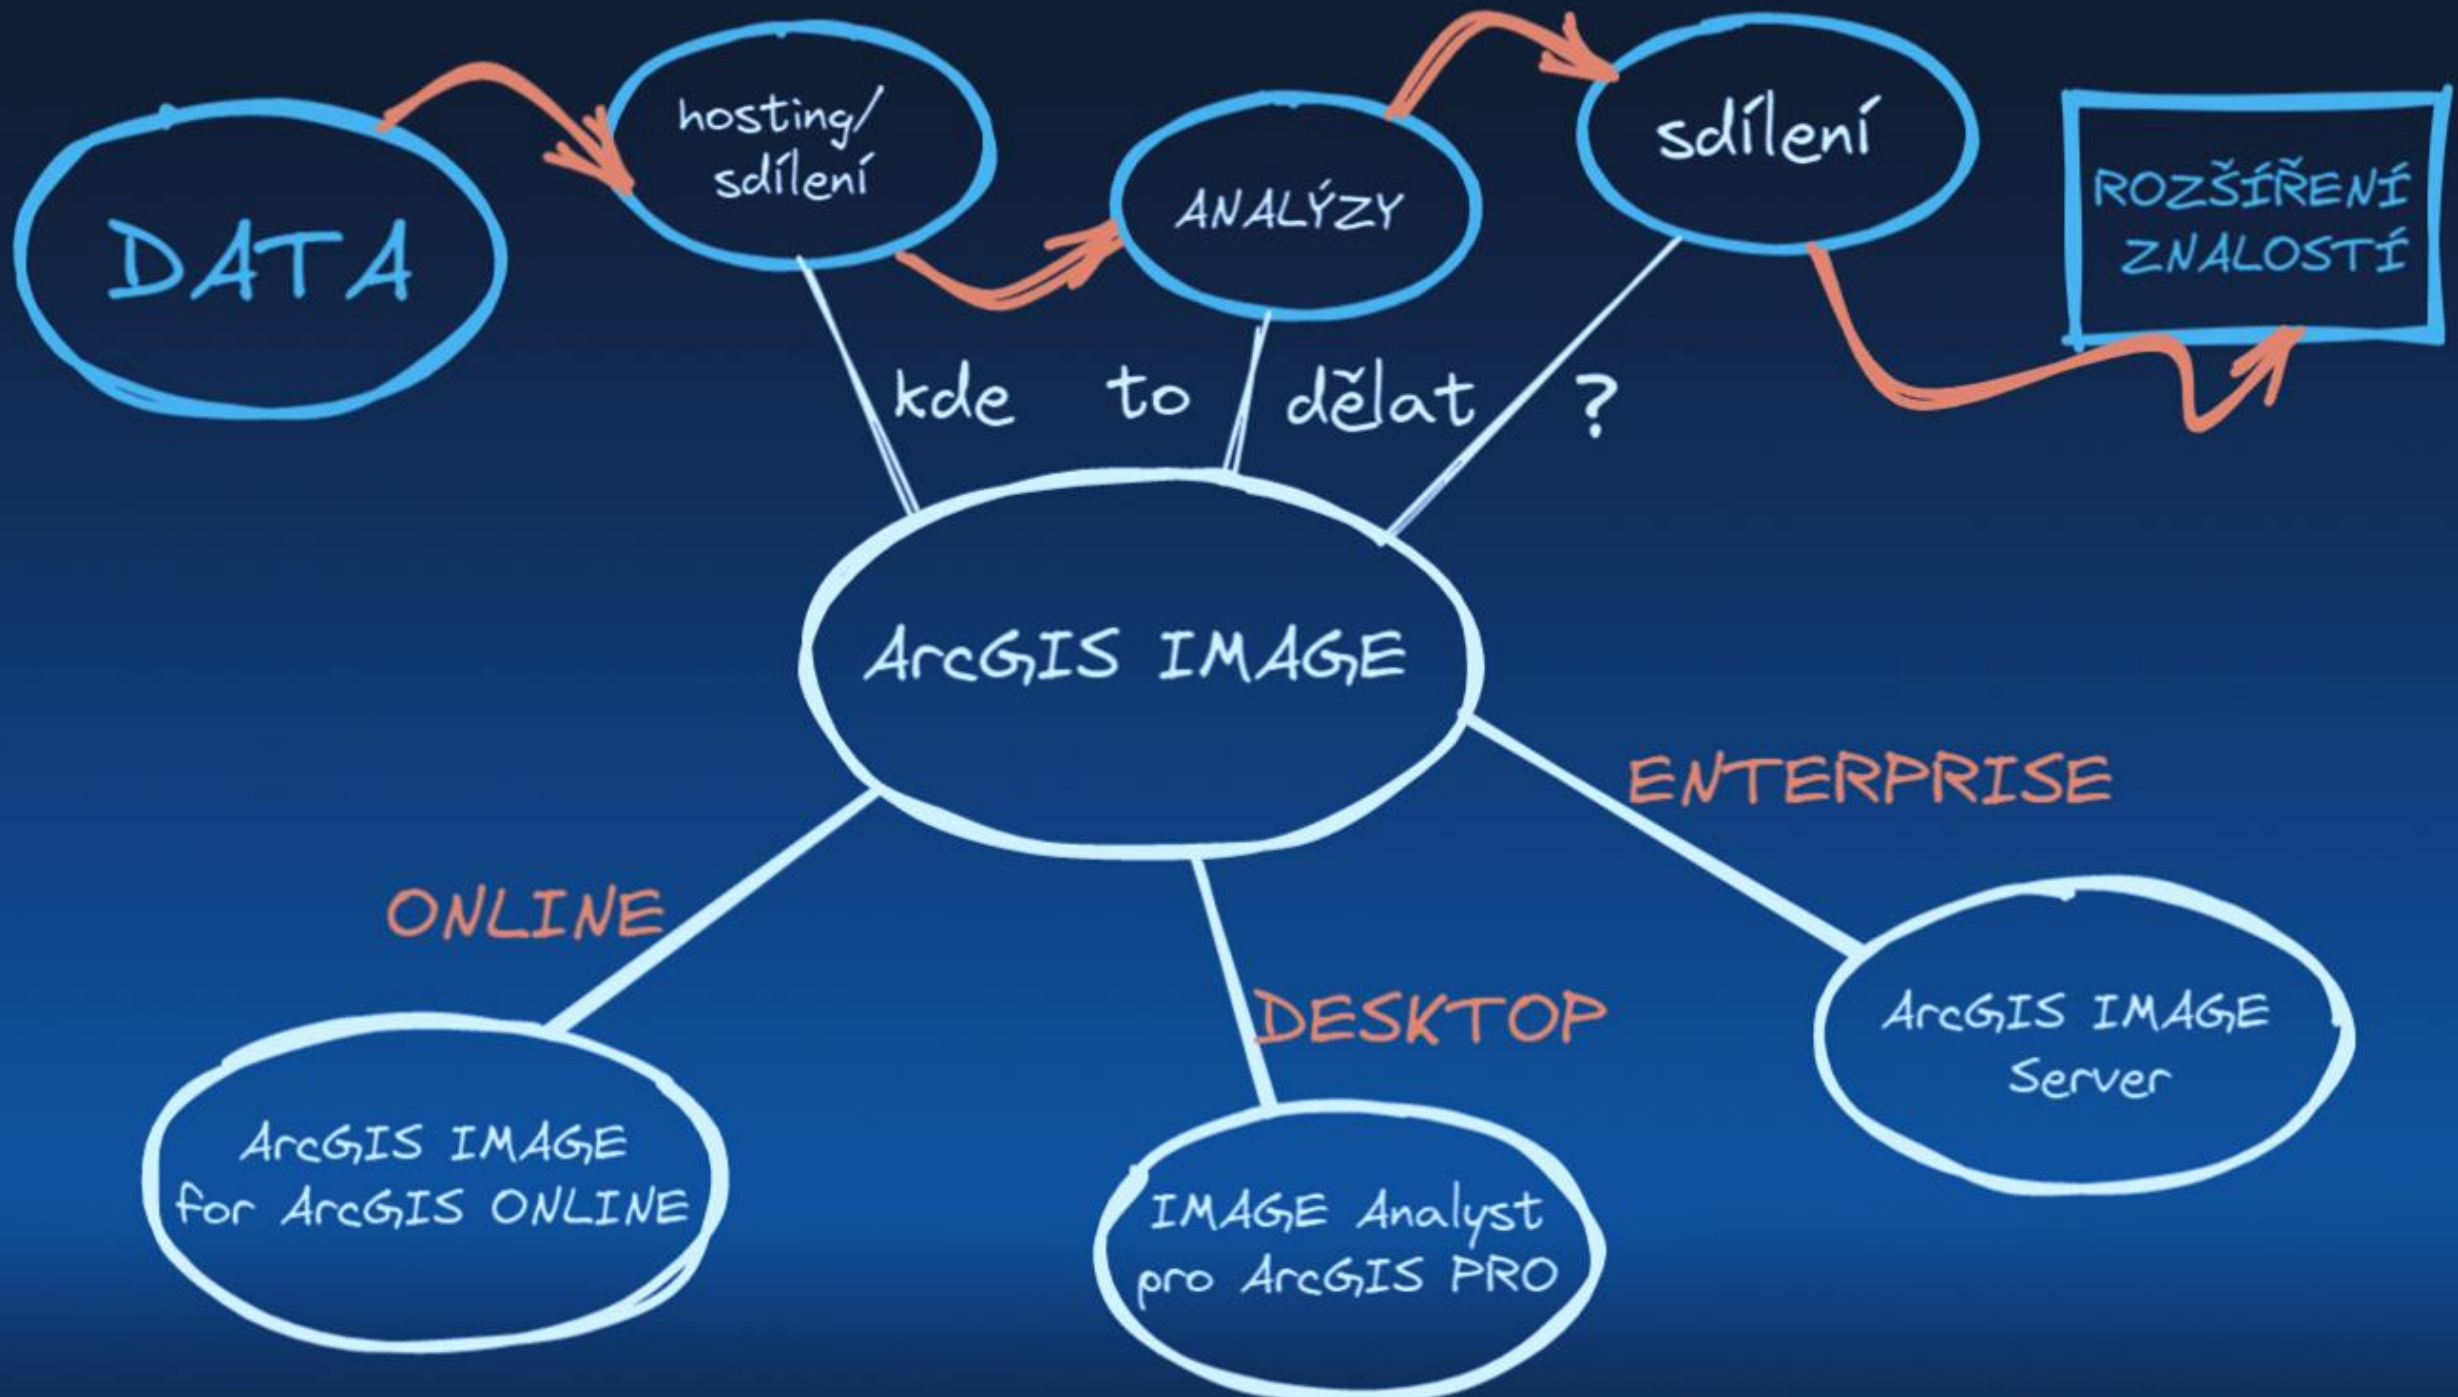 DATA
hosting/
sdílení
ANALÝZY
sdílení
ROZŠÍŘENÍ
ZNALOSTÍ
kde to dělat ?
ArcGIS IMAGE
ONLINE
DESKTOP
ENTERPRISE
ArcGIS IMAGE
for ArcGIS ONLINE
IMAGE Analyst
pro ArcGIS PRO
ArcGIS IMAGE
Server